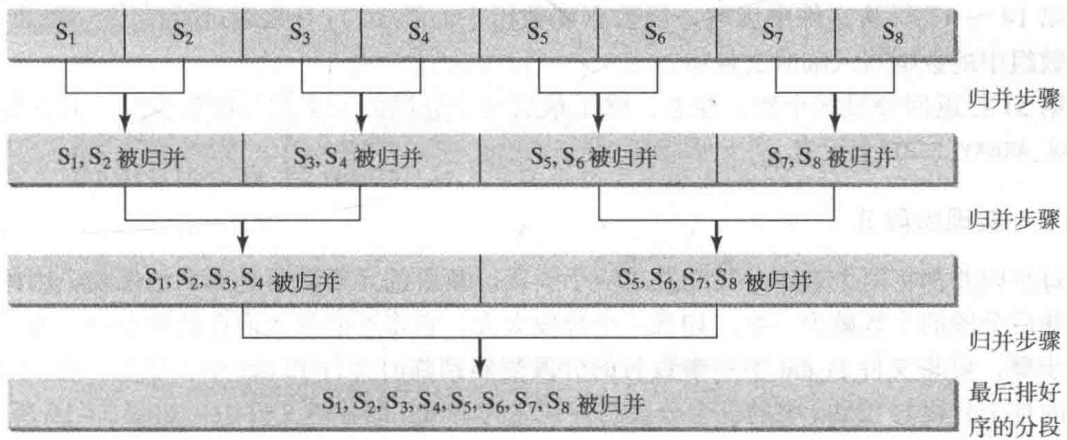 S₁ S₂ S₃ S₄ S₅ S₆ S₇ S₈
归并步骤
S₁, S₂ 被归并 S₃, S₄ 被归并 S₅, S₆ 被归并 S₇, S₈ 被归并
归并步骤
S₁, S₂, S₃, S₄ 被归并 S₅, S₆, S₇, S₈ 被归并
归并步骤
S₁, S₂, S₃, S₄, S₅, S₆, S₇, S₈ 被归并
最后排好
序的分段